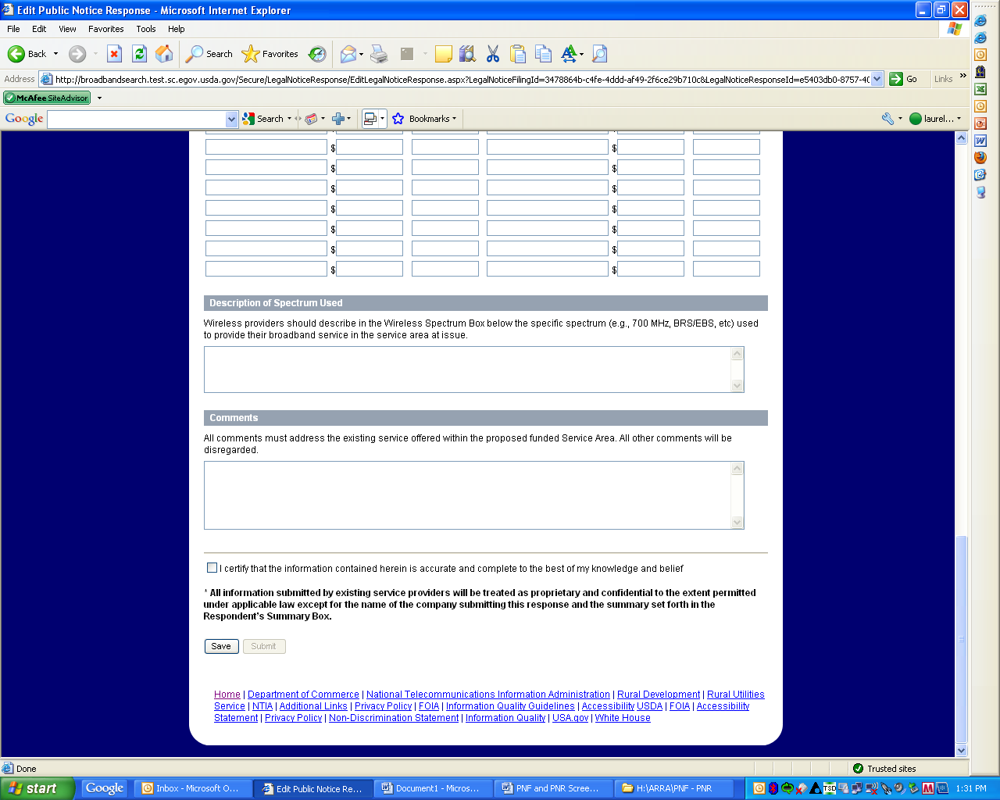 Edit Public Notice Response - Microsoft Internet Explorer
File Edit View Favorites Tools Help
Back Search Favorites
Address http://broadbandsearch.test.sc.egov.usda.gov/Secure/LegalNoticeResponse/EditLegalNoticeResponse.aspx?LegalNoticeFilingId=3478864b-c4fe-4ddd-af49-2f6ce29b710c&LegalNoticeResponseId=e5403db0-8757-40 Go Links »
McAfee SiteAdvisor
Google Search Bookmarks laurel...
$ $
$ $
$ $
$ $
$ $
$ $
$ $
Description of Spectrum Used
Wireless providers should describe in the Wireless Spectrum Box below the specific spectrum (e.g., 700 MHz, BRS/EBS, etc) used
to provide their broadband service in the service area at issue.
Comments
All comments must address the existing service offered within the proposed funded Service Area. All other comments will be
disregarded.
I certify that the information contained herein is accurate and complete to the best of my knowledge and belief
* All information submitted by existing service providers will be treated as proprietary and confidential to the extent permitted
under applicable law except for the name of the company submitting this response and the summary set forth in the
Respondent's Summary Box.
Save Submit
Home | Department of Commerce | National Telecommunications Information Administration | Rural Development | Rural Utilities
Service | NTIA | Additional Links | Privacy Policy | FOIA | Information Quality Guidelines | Accessibility USDA | FOIA | Accessibility
Statement | Privacy Policy | Non-Discrimination Statement | Information Quality | USA.gov | White House
Done Trusted sites
start Google Inbox - Microsoft O... Edit Public Notice Re... Document1 - Micros... PNF and PNR Scree... H:\ARRA\PNF - PNR TSD 1:31 PM